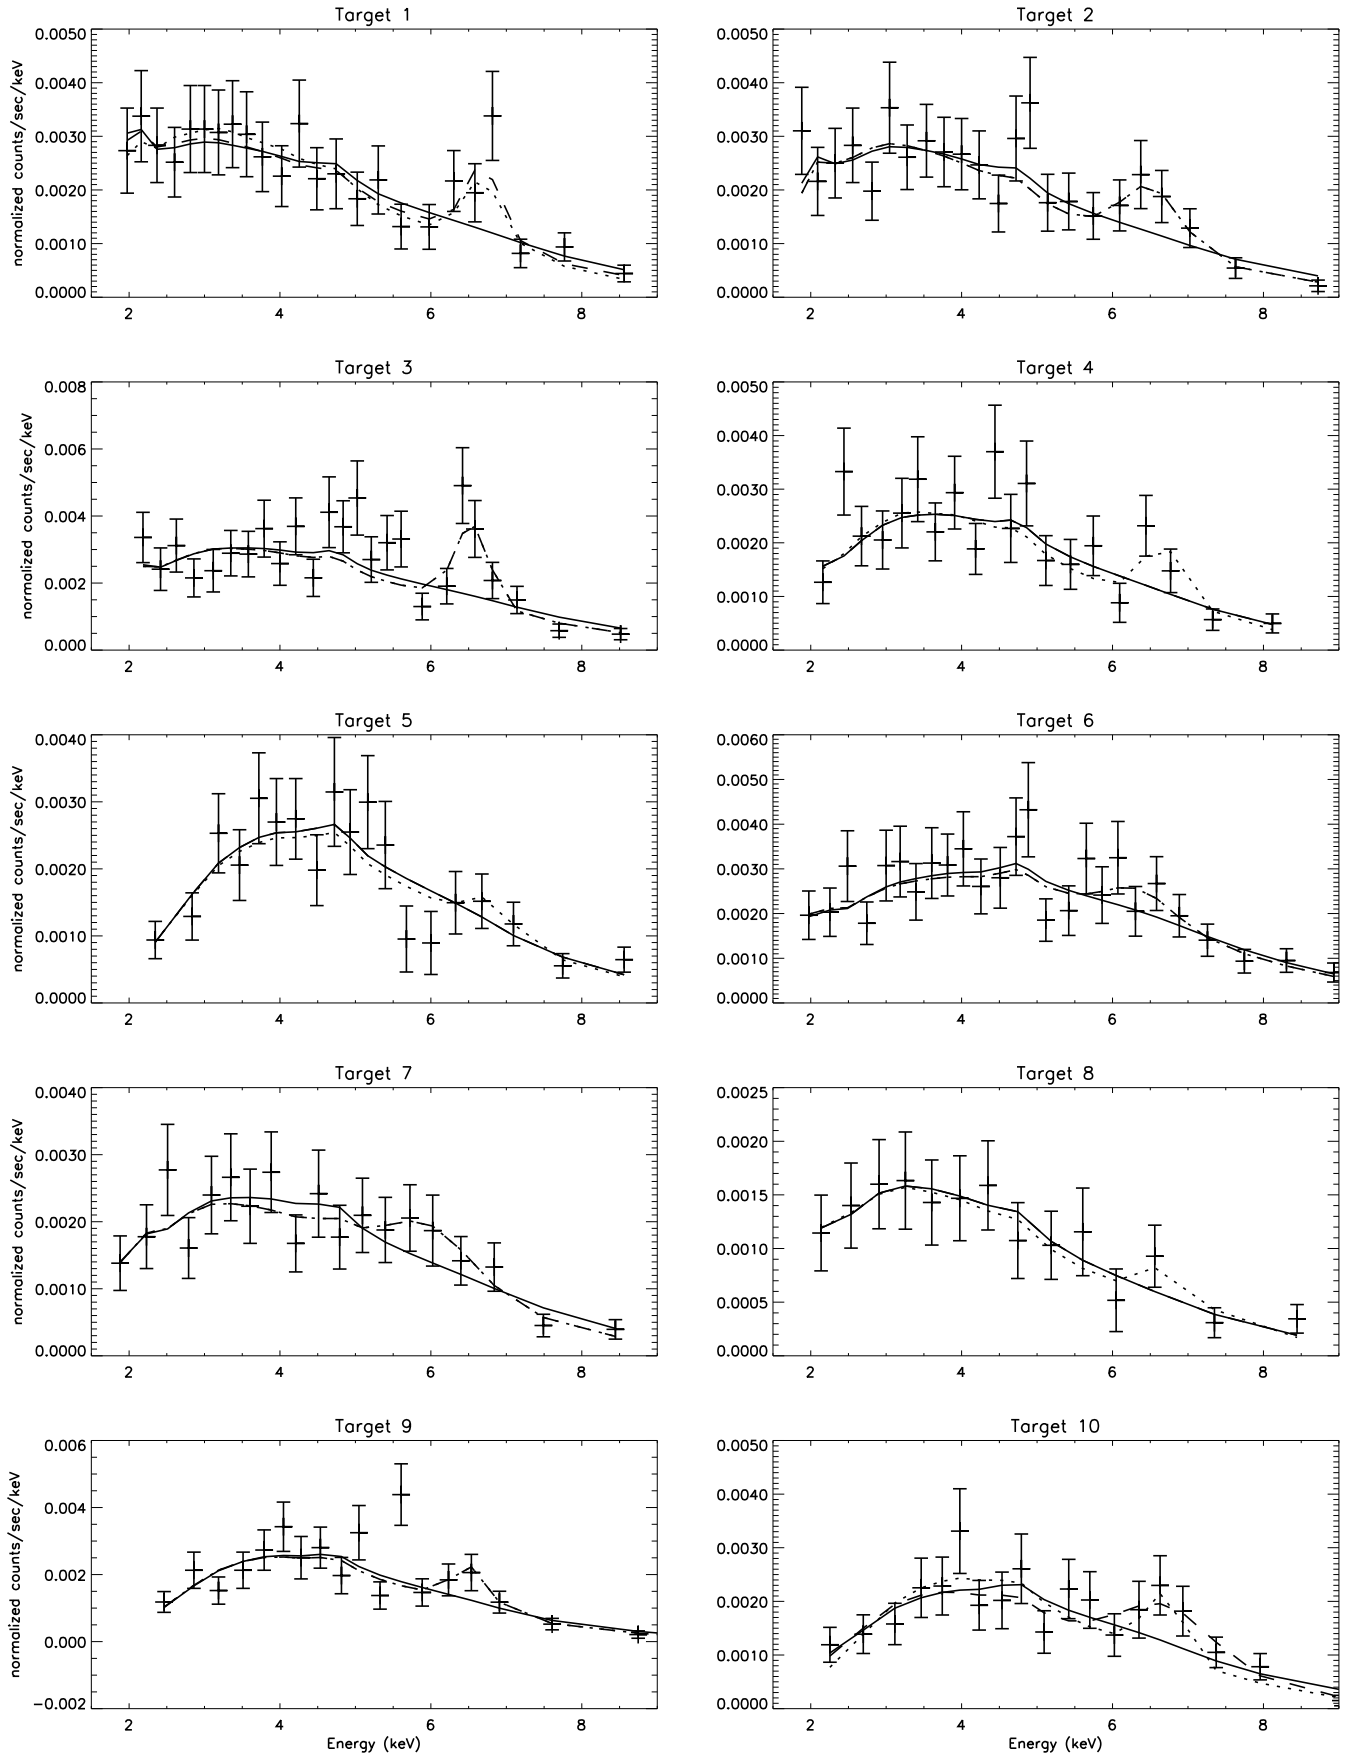 Target 1
normalized counts/sec/keV
0.0050
0.0040
0.0030
0.0020
0.0010
0.0000
2 4 6 8
Target 2
0.0050
0.0040
0.0030
0.0020
0.0010
0.0000
2 4 6 8
Target 3
normalized counts/sec/keV
0.008
0.006
0.004
0.002
0.000
2 4 6 8
Target 4
0.0050
0.0040
0.0030
0.0020
0.0010
0.0000
2 4 6 8
Target 5
normalized counts/sec/keV
0.0040
0.0030
0.0020
0.0010
0.0000
2 4 6 8
Target 6
0.0060
0.0050
0.0040
0.0030
0.0020
0.0010
0.0000
2 4 6 8
Target 7
normalized counts/sec/keV
0.0040
0.0030
0.0020
0.0010
0.0000
2 4 6 8
Target 8
0.0025
0.0020
0.0015
0.0010
0.0005
0.0000
2 4 6 8
Target 9
normalized counts/sec/keV
0.006
0.004
0.002
0.000
−0.002
2 4 6 8
Energy (keV)
Target 10
0.0050
0.0040
0.0030
0.0020
0.0010
0.0000
2 4 6 8
Energy (keV)